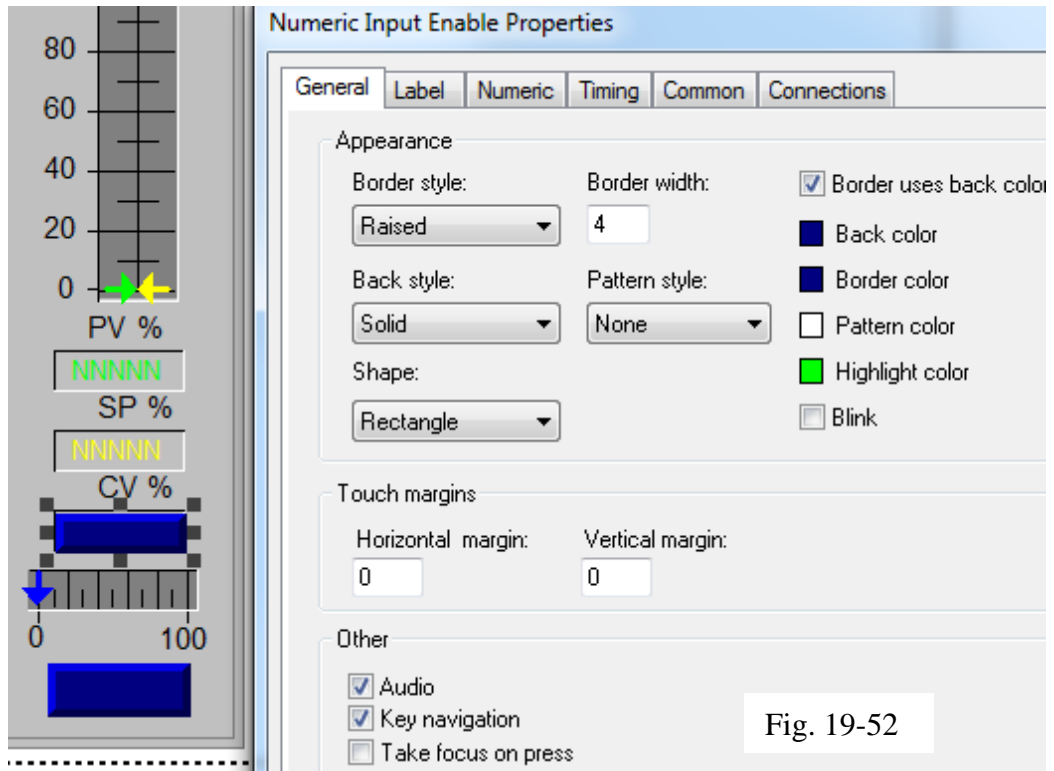 80
60
40
20
0
PV %
NNNNN
SP %
NNNNN
CV %
0 100
Numeric Input Enable Properties
General Label Numeric Timing Common Connections
Appearance
Border style: Border width:
Raised 4
Border uses back color
Back color
Border color
Pattern color
Highlight color
Blink
Back style: Pattern style:
Solid None
Shape:
Rectangle
Touch margins
Horizontal margin: Vertical margin:
0 0
Other
Audio
Key navigation
Take focus on press
Fig. 19-52